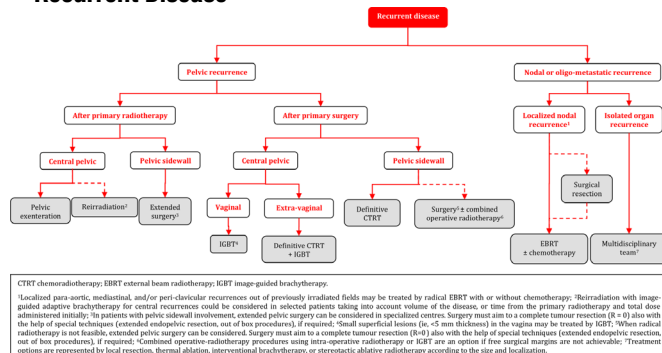 Recurrent Disease
Recurrent disease
Pelvic recurrence
Nodal or oligo-metastatic recurrence
After primary radiotherapy
After primary surgery
Localized nodal
recurrence¹
Isolated organ
recurrence
Central pelvic
Pelvic sidewall
Central pelvic
Pelvic sidewall
Surgical
resection
Pelvic
exenteration
Reirradiation²
Extended
surgery³
Vaginal
Extra-vaginal
Definitive
CTRT
Surgery⁵ ± combined
operative radiotherapy⁶
IGBT⁴
Definitive CTRT
+ IGBT
EBRT
± chemotherapy
Multidisciplinary
team⁷
CTRT chemoradiotherapy; EBRT external beam radiotherapy; IGBT image-guided brachytherapy.
¹Localized para-aortic, mediastinal, and/or peri-clavicular recurrences out of previously irradiated fields may be treated by radical EBRT with or without chemotherapy; ²Reirradiation with image-
guided adaptive brachytherapy for central recurrences could be considered in selected patients taking into account volume of the disease, or time from the primary radiotherapy and total dose
administered initially; ³In patients with pelvic sidewall involvement, extended pelvic surgery can be considered in specialized centres. Surgery must aim to a complete tumour resection (R = 0) also with
the help of special techniques (extended endopelvic resection, out of box procedures), if required; ⁴Small superficial lesions (ie, <5 mm thickness) in the vagina may be treated by IGBT; ⁵When radical
radiotherapy is not feasible, extended pelvic surgery can be considered. Surgery must aim to a complete tumour resection (R=0) also with the help of special techniques (extended endopelvic resection,
out of box procedures), if required; ⁶Combined operative-radiotherapy procedures using intra-operative radiotherapy or IGBT are an option if free surgical margins are not achievable; ⁷Treatment
options are represented by local resection, thermal ablation, interventional brachytherapy, or stereotactic ablative radiotherapy according to the size and localization.